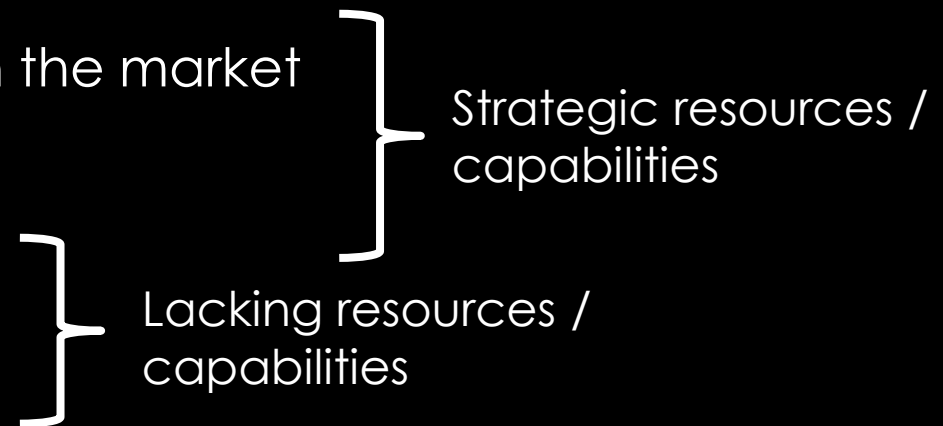 the market
Strategic resources /
capabilities
Lacking resources /
capabilities